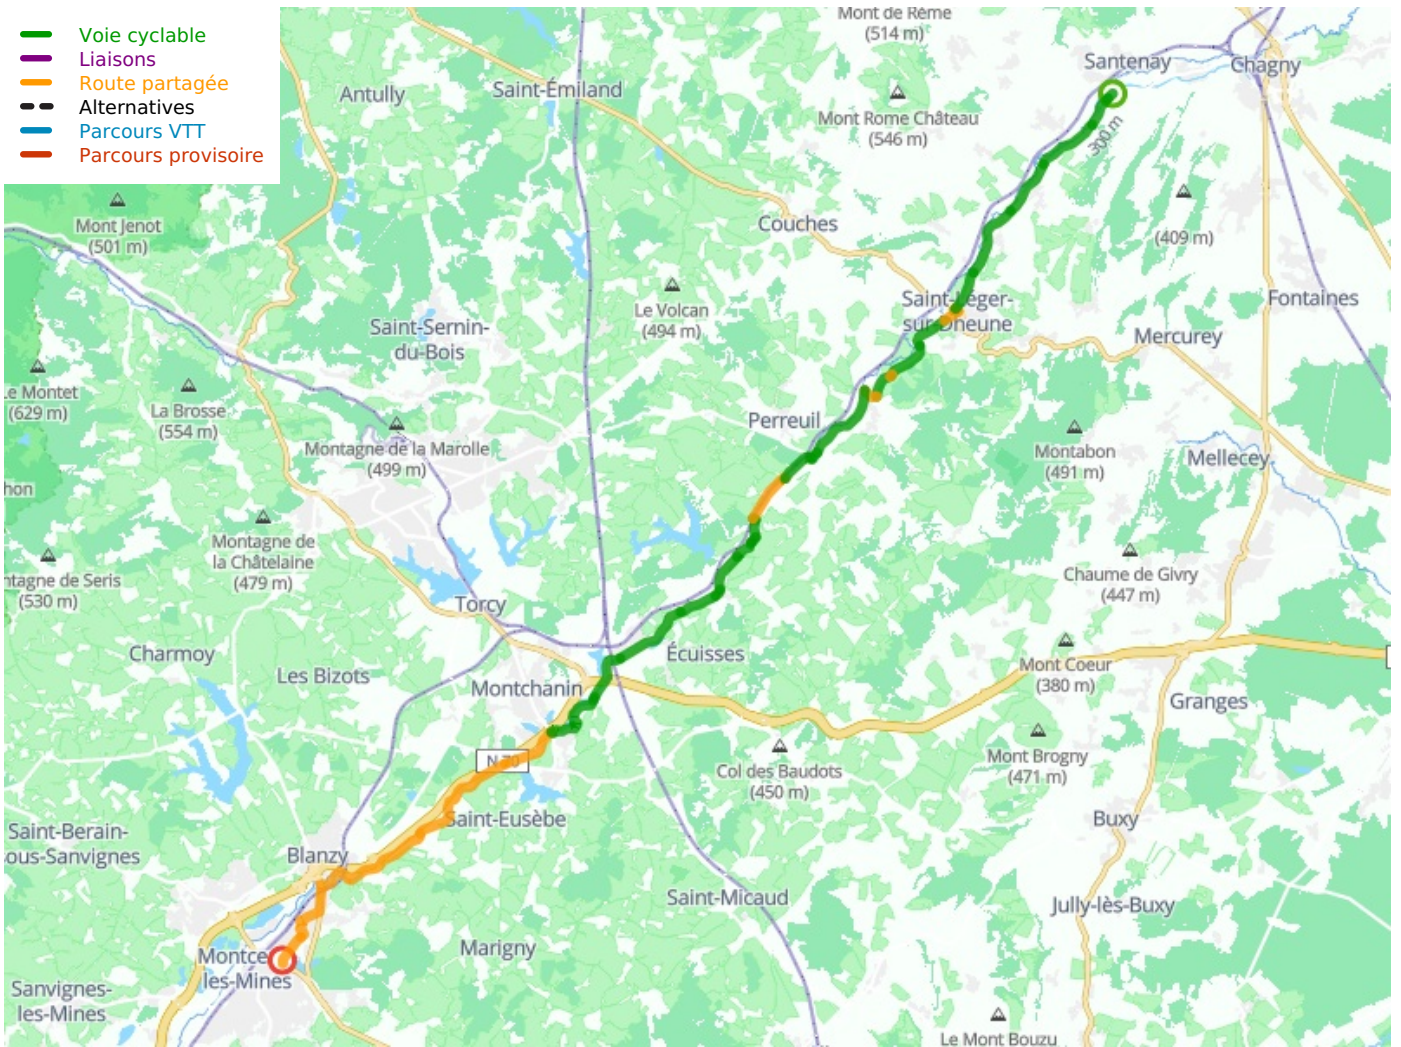 Voie cyclable
Liaisons
Route partagée
Alternatives
Parcours VTT
Parcours provisoire
Mont de Rème
(514 m)
Santenay
Chagny
Antully
Saint-Émiland
Mont Rome Château
(546 m)
300 m
Mont Jenot
(501 m)
Couches
(409 m)
Le Volcan
(494 m)
Saint-Léger-
sur-Dheune
Fontaines
Saint-Sernin-
du-Bois
Mercurey
Le Montet
(629 m)
La Brosse
(554 m)
Perreuil
Montagne de la Marolle
(499 m)
Montabon
(491 m)
Mellecey
hon
Montagne de
la Châtelaine
(479 m)
ntagne de Seris
(530 m)
Chaume de Givry
(447 m)
Torcy
Charmoy
Les Bizots
Écuisses
Mont Coeur
(380 m)
Montchanin
Granges
N 70
Col des Baudots
(450 m)
Mont Brogny
(471 m)
Saint-Eusèbe
Buxy
Saint-Berain-
sous-Sanvignes
Blanzy
Saint-Micaud
Jully-lès-Buxy
Marigny
Montce
les-Mines
Sanvignes-
les-Mines
Le Mont Bouzu